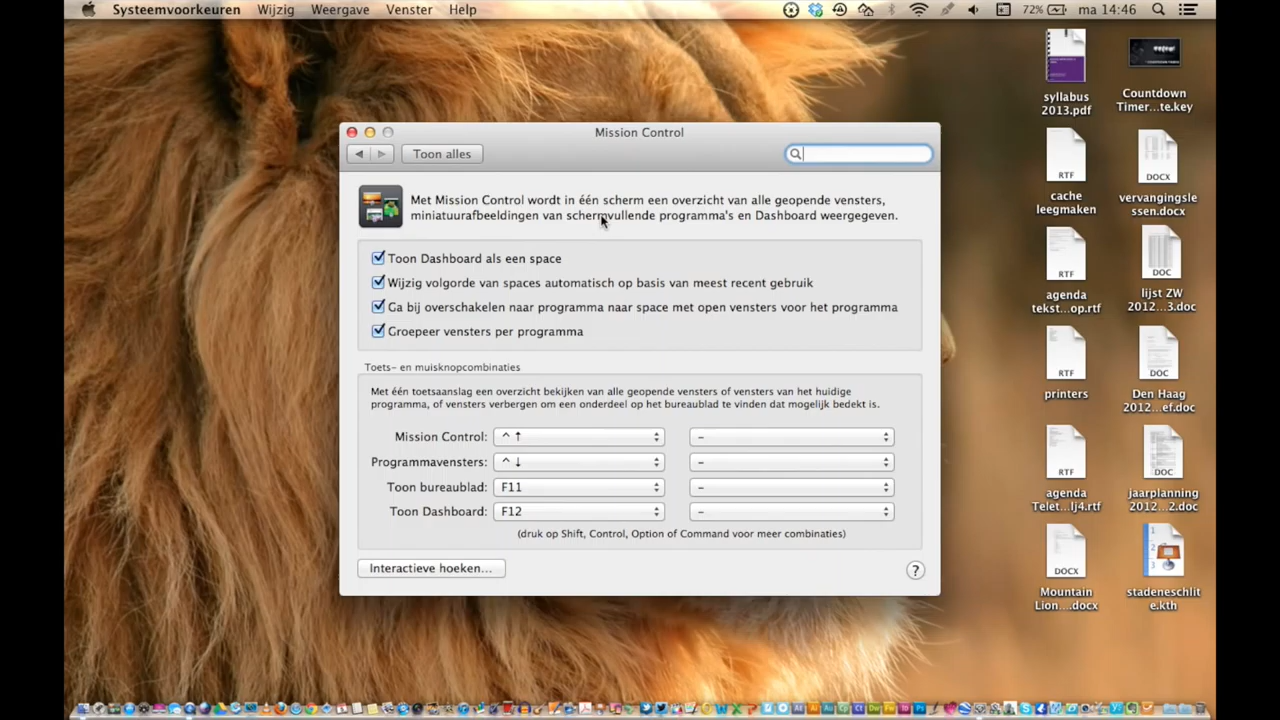 Systeemvoorkeuren Wijzig Weergave Venster Help
72% ma 14:46
Mission Control
Toon alles
Met Mission Control wordt in één scherm een overzicht van alle geopende vensters,
miniatuurafbeeldingen van schermvullende programma's en Dashboard weergegeven.
Toon Dashboard als een space
Wijzig volgorde van spaces automatisch op basis van meest recent gebruik
Ga bij overschakelen naar programma naar space met open vensters voor het programma
Groepeer vensters per programma
Toets- en muisknopcombinaties
Met één toetsaanslag een overzicht bekijken van alle geopende vensters of vensters van het huidige
programma, of vensters verbergen om een onderdeel op het bureaublad te vinden dat mogelijk bedekt is.
Mission Control: ^ ↑ –
Programmavensters: ^ ↓ –
Toon bureaublad: F11 –
Toon Dashboard: F12 –
(druk op Shift, Control, Option of Command voor meer combinaties)
Interactieve hoeken... ?
syllabus
2013.pdf
Countdown
Timer...te.key
RTF
cache
leegmaken
DOCX
vervangingsle
ssen.docx
RTF
agenda
tekst...op.rtf
DOC
lijst ZW
2012...3.doc
RTF
printers
DOC
Den Haag
2012...ef.doc
RTF
agenda
Telet...lj4.rtf
DOC
jaarplanning
2012...2.doc
DOCX
Mountain
Lion....docx
stadeneschlit
e.kth